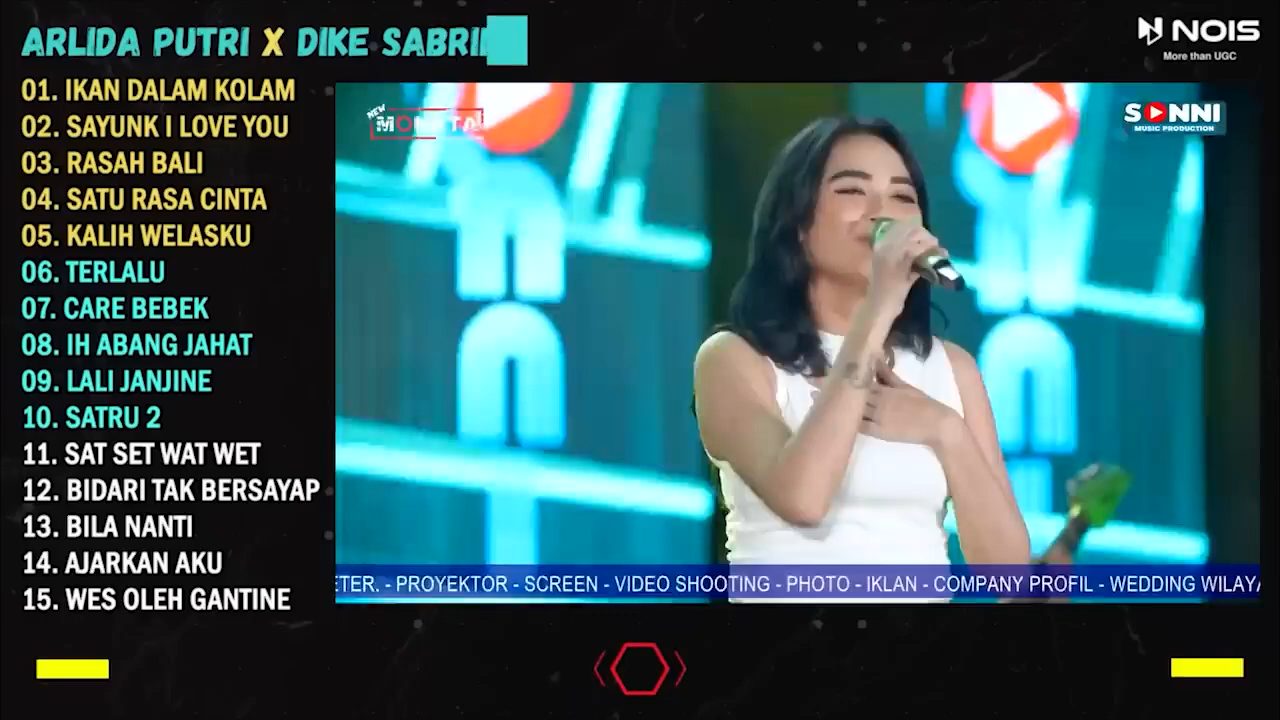 ARLIDA PUTRI X DIKE SABRI
NOIS
More than UGC
01. IKAN DALAM KOLAM
02. SAYUNK I LOVE YOU
03. RASAH BALI
04. SATU RASA CINTA
05. KALIH WELASKU
06. TERLALU
07. CARE BEBEK
08. IH ABANG JAHAT
09. LALI JANJINE
10. SATRU 2
11. SAT SET WAT WET
12. BIDARI TAK BERSAYAP
13. BILA NANTI
14. AJARKAN AKU
15. WES OLEH GANTINE
NEW
SONNI
MUSIC PRODUCTION
ETER. - PROYEKTOR - SCREEN - VIDEO SHOOTING - PHOTO - IKLAN - COMPANY PROFIL - WEDDING WILAYA